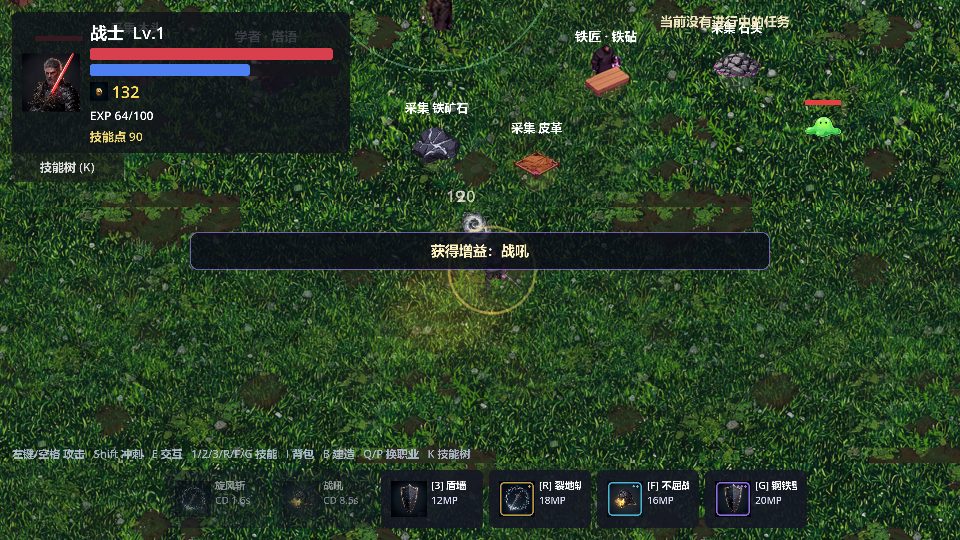 战士 Lv.1
132
EXP 64/100
技能点 90
技能树 (K)
学者 · 塔语
当前没有进行中的任务
采集 石头
铁匠 · 铁砧
采集 铁矿石
采集 皮革
获得增益：战吼
左键/空格 攻击 Shift 冲刺 E 交互 1/2/3/R/F/G 技能 I 背包 B 建造 Q/P 换职业 K 技能树
旋风斩
CD 1.6s
战吼
CD 8.5s
[3] 盾墙
12MP
[R] 裂地斩
18MP
[F] 不屈战
16MP
[G] 钢铁堡
20MP